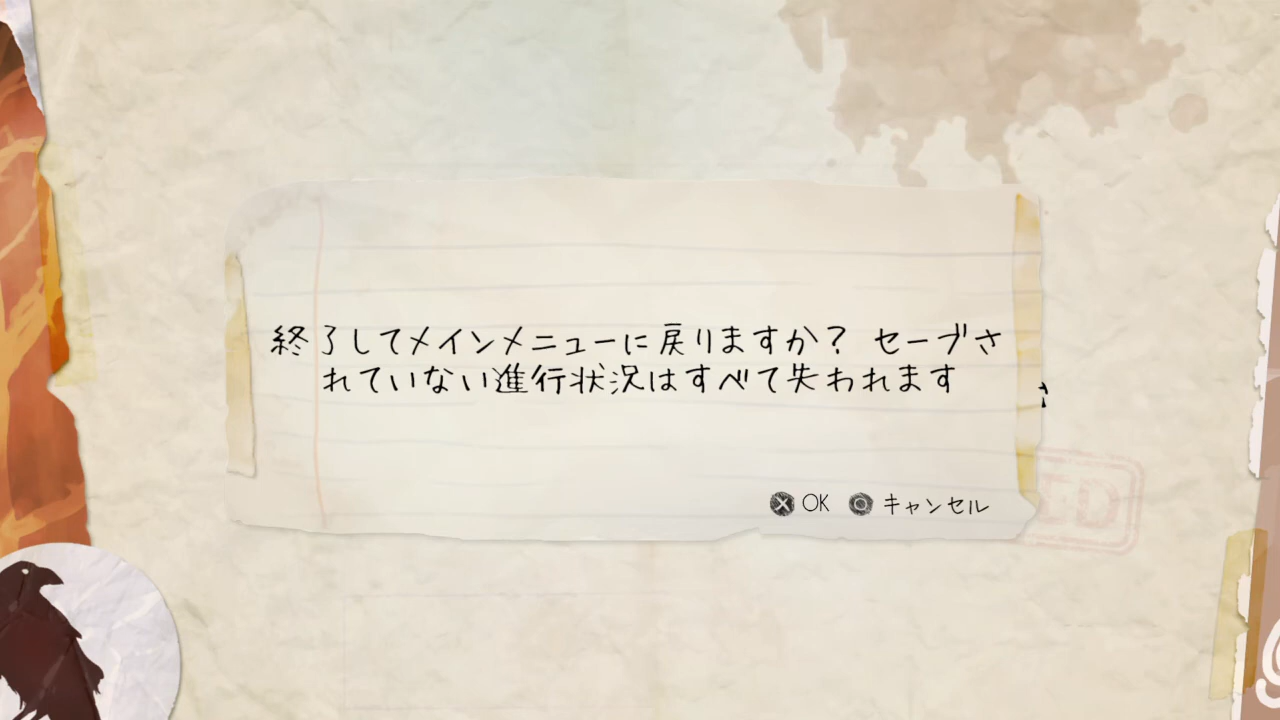 終了してメインメニューに戻りますか？ セーブさ
れていない進行状況はすべて失われます
OK キャンセル